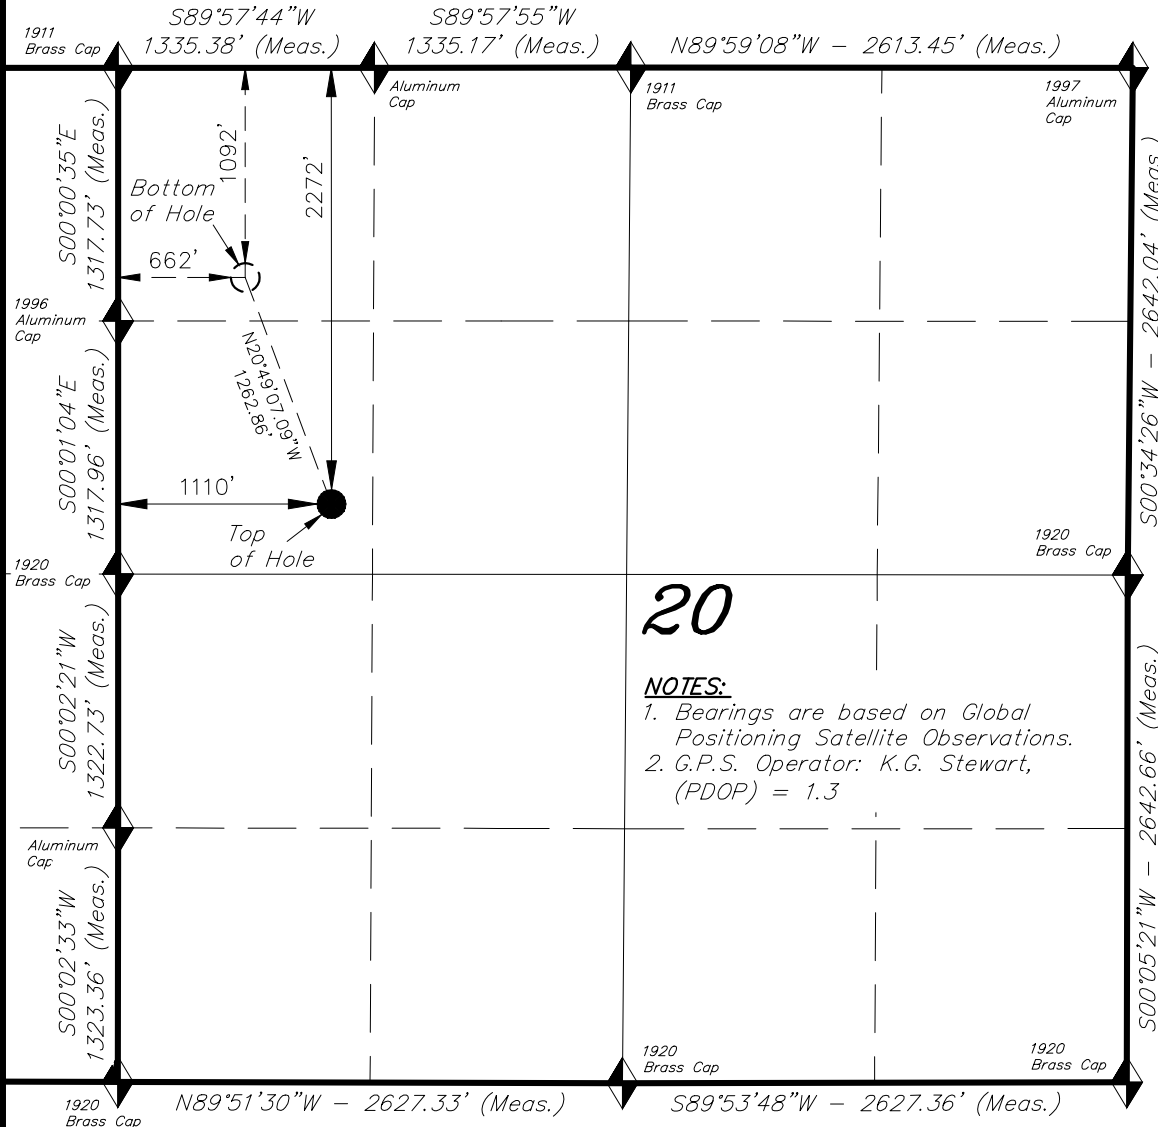 S89°57'44"W
1335.38' (Meas.)
S89°57'55"W
1335.17' (Meas.)
N89°59'08"W - 2613.45' (Meas.)
1911
Brass Cap
Aluminum
Cap
1911
Brass Cap
1997
Aluminum
Cap
S00°00'35"E
1317.73' (Meas.)
1092'
2272'
Bottom
of Hole
662'
S00°34'26"W - 2642.04' (Meas.)
1996
Aluminum
Cap
N20°49'07.09"W
1262.86'
S00°01'04"E
1317.96' (Meas.)
1110'
Top
of Hole
1920
Brass Cap
1920
Brass Cap
20
NOTES:
1. Bearings are based on Global
Positioning Satellite Observations.
2. G.P.S. Operator: K.G. Stewart,
(PDOP) = 1.3
S00°02'21"W
1322.73' (Meas.)
S00°05'21"W - 2642.66' (Meas.)
Aluminum
Cap
S00°02'33"W
1323.36' (Meas.)
1920
Brass Cap
1920
Brass Cap
1920
Brass Cap
N89°51'30"W - 2627.33' (Meas.)
S89°53'48"W - 2627.36' (Meas.)